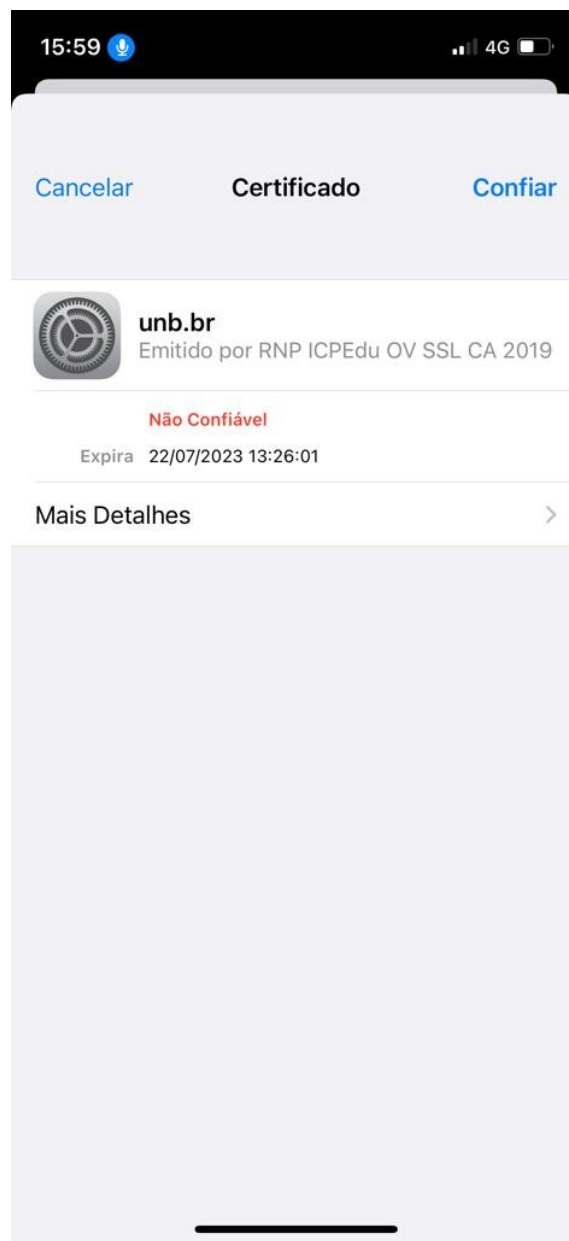 15:59 4G
Cancelar Certificado Confiar
unb.br
Emitido por RNP ICPEdu OV SSL CA 2019
Não Confiável
Expira 22/07/2023 13:26:01
Mais Detalhes